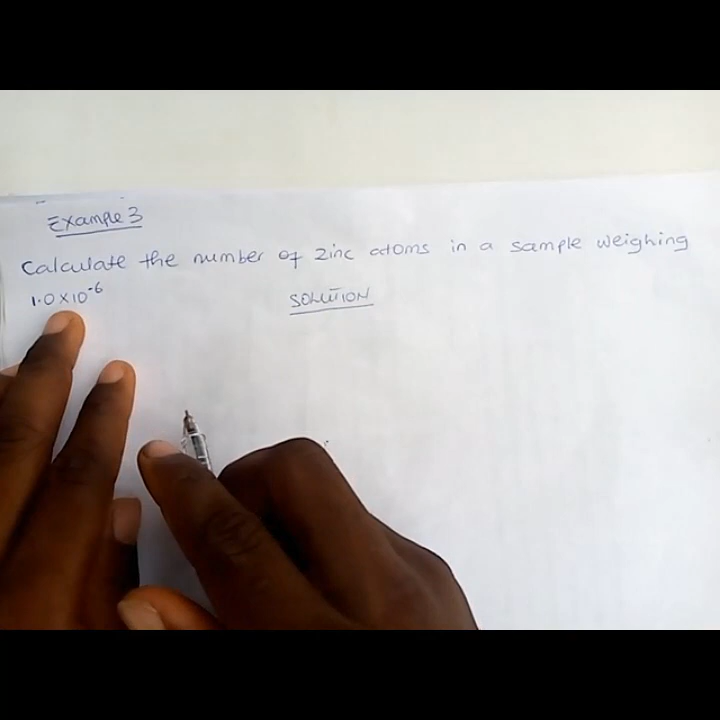 Example 3
Calculate the number of zinc atoms in a sample weighing
1.0×10⁻⁶
SOLUTION